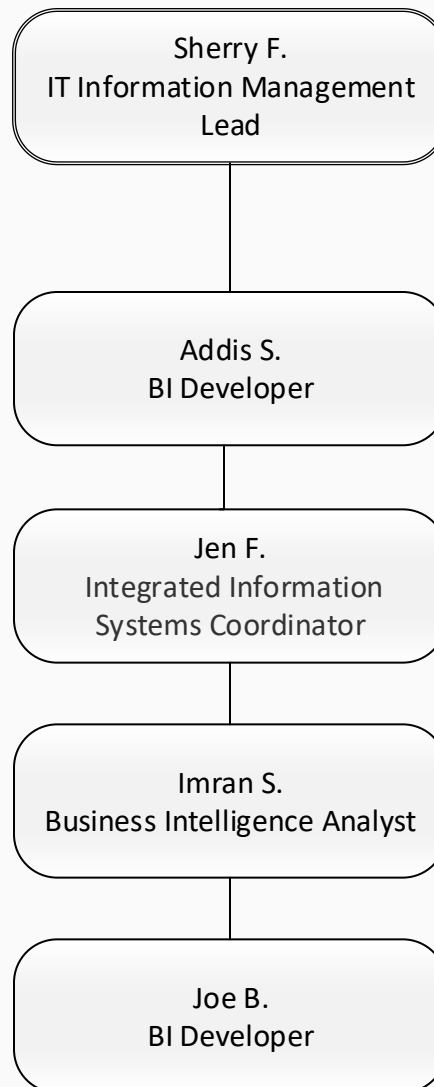 Sherry F.
IT Information Management
Lead
Addis S.
BI Developer
Jen F.
Integrated Information
Systems Coordinator
Imran S.
Business Intelligence Analyst
Joe B.
BI Developer